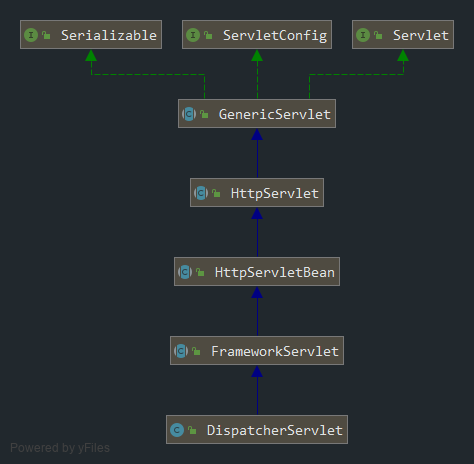 Serializable
ServletConfig
Servlet
GenericServlet
HttpServlet
HttpServletBean
FrameworkServlet
DispatcherServlet
Powered by yFiles